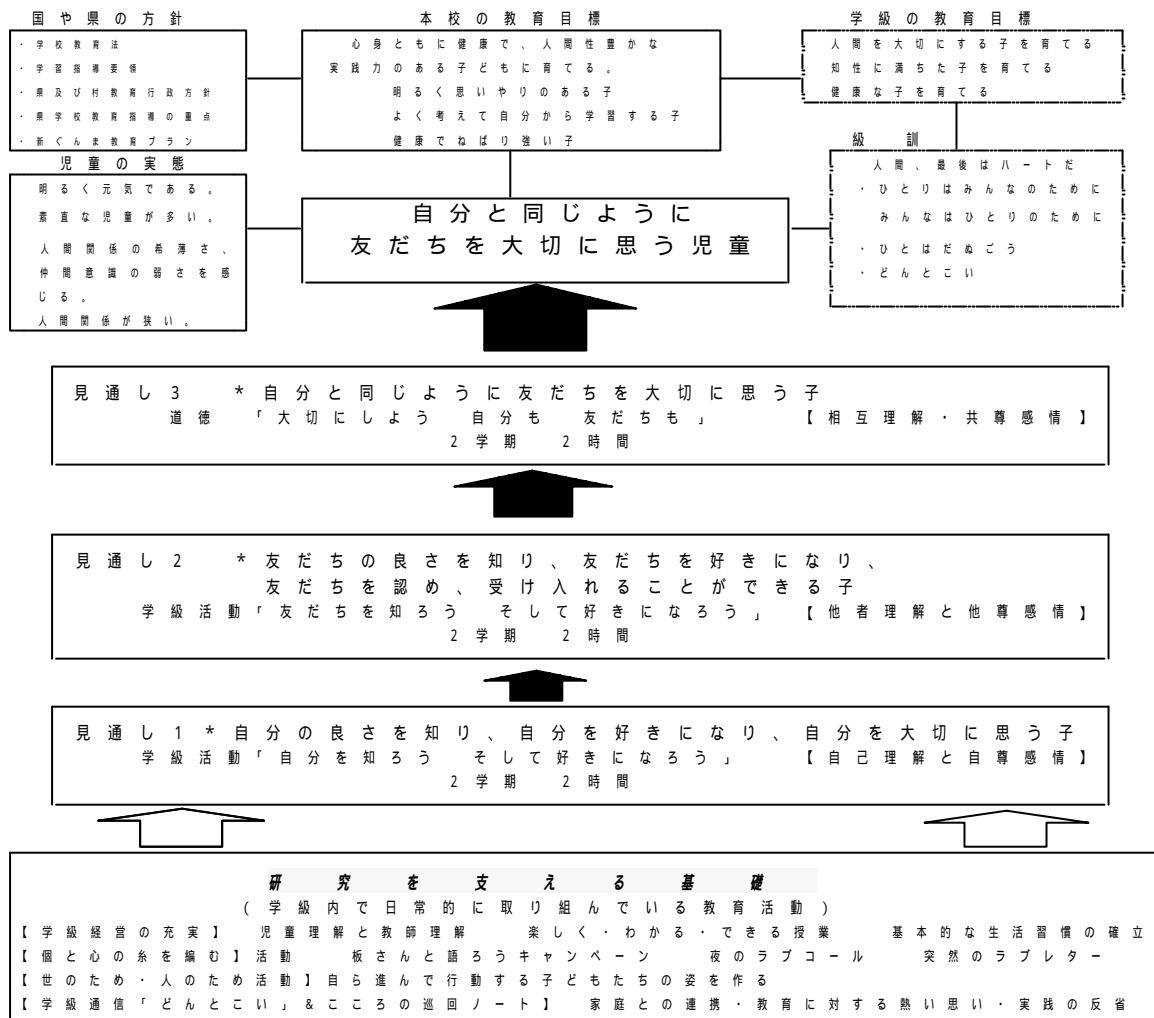 国や県の方針
・学校教育法
・学習指導要領
・県及び村教育行政方針
・県学校教育指導の重点
・新ぐんま教育プラン
本校の教育目標
心身ともに健康で、人間性豊かな
実践力のある子どもに育てる。
明るく思いやりのある子
よく考えて自分から学習する子
健康でねばり強い子
学級の教育目標
人間を大切にする子を育てる
知性に満ちた子を育てる
健康な子を育てる
児童の実態
明るく元気である。
素直な児童が多い。
人間関係の希薄さ、
仲間意識の弱さを感
じる。
人間関係が狭い。
自分と同じように
友だちを大切に思う児童
級訓
人間、最後はハートだ
・ひとりはみんなのために
みんなはひとりのために
・ひとはだぬごう
・どんとこい
見通し3 *自分と同じように友だちを大切に思う子
道徳 「大切にしよう 自分も 友だちも」 【相互理解・共尊感情】
2学期 2時間
見通し2 *友だちの良さを知り、友だちを好きになり、
友だちを認め、受け入れることができる子
学級活動「友だちを知ろう そして好きになろう」 【他者理解と他尊感情】
2学期 2時間
見通し1*自分の良さを知り、自分を好きになり、自分を大切に思う子
学級活動「自分を知ろう そして好きになろう」 【自己理解と自尊感情】
2学期 2時間
研究を支える基礎
(学級内で日常的に取り組んでいる教育活動)
【学級経営の充実】 児童理解と教師理解 楽しく・わかる・できる授業 基本的な生活習慣の確立
【個と心の糸を編む】活動 板さんと語ろうキャンペーン 夜のラブコール 突然のラブレター
【世のため・人のため活動】自ら進んで行動する子どもたちの姿を作る
【学級通信「どんとこい」&こころの巡回ノート】 家庭との連携・教育に対する熱い思い・実践の反省